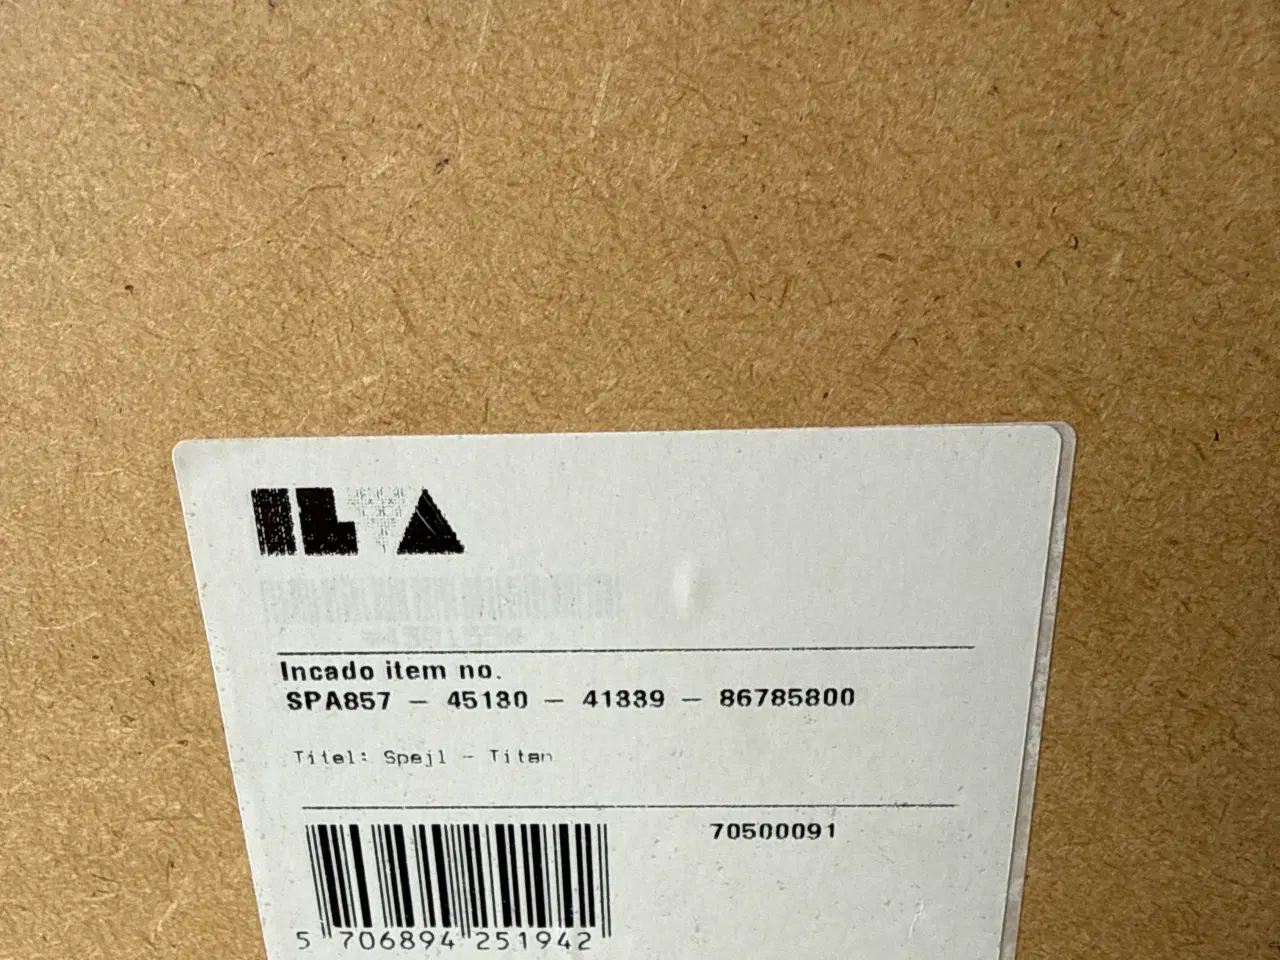 ILVA
Incado item no.
SPA857 – 45130 – 41339 – 86785800
Titel: Spejl – Titan
70500091
5 706894 251942